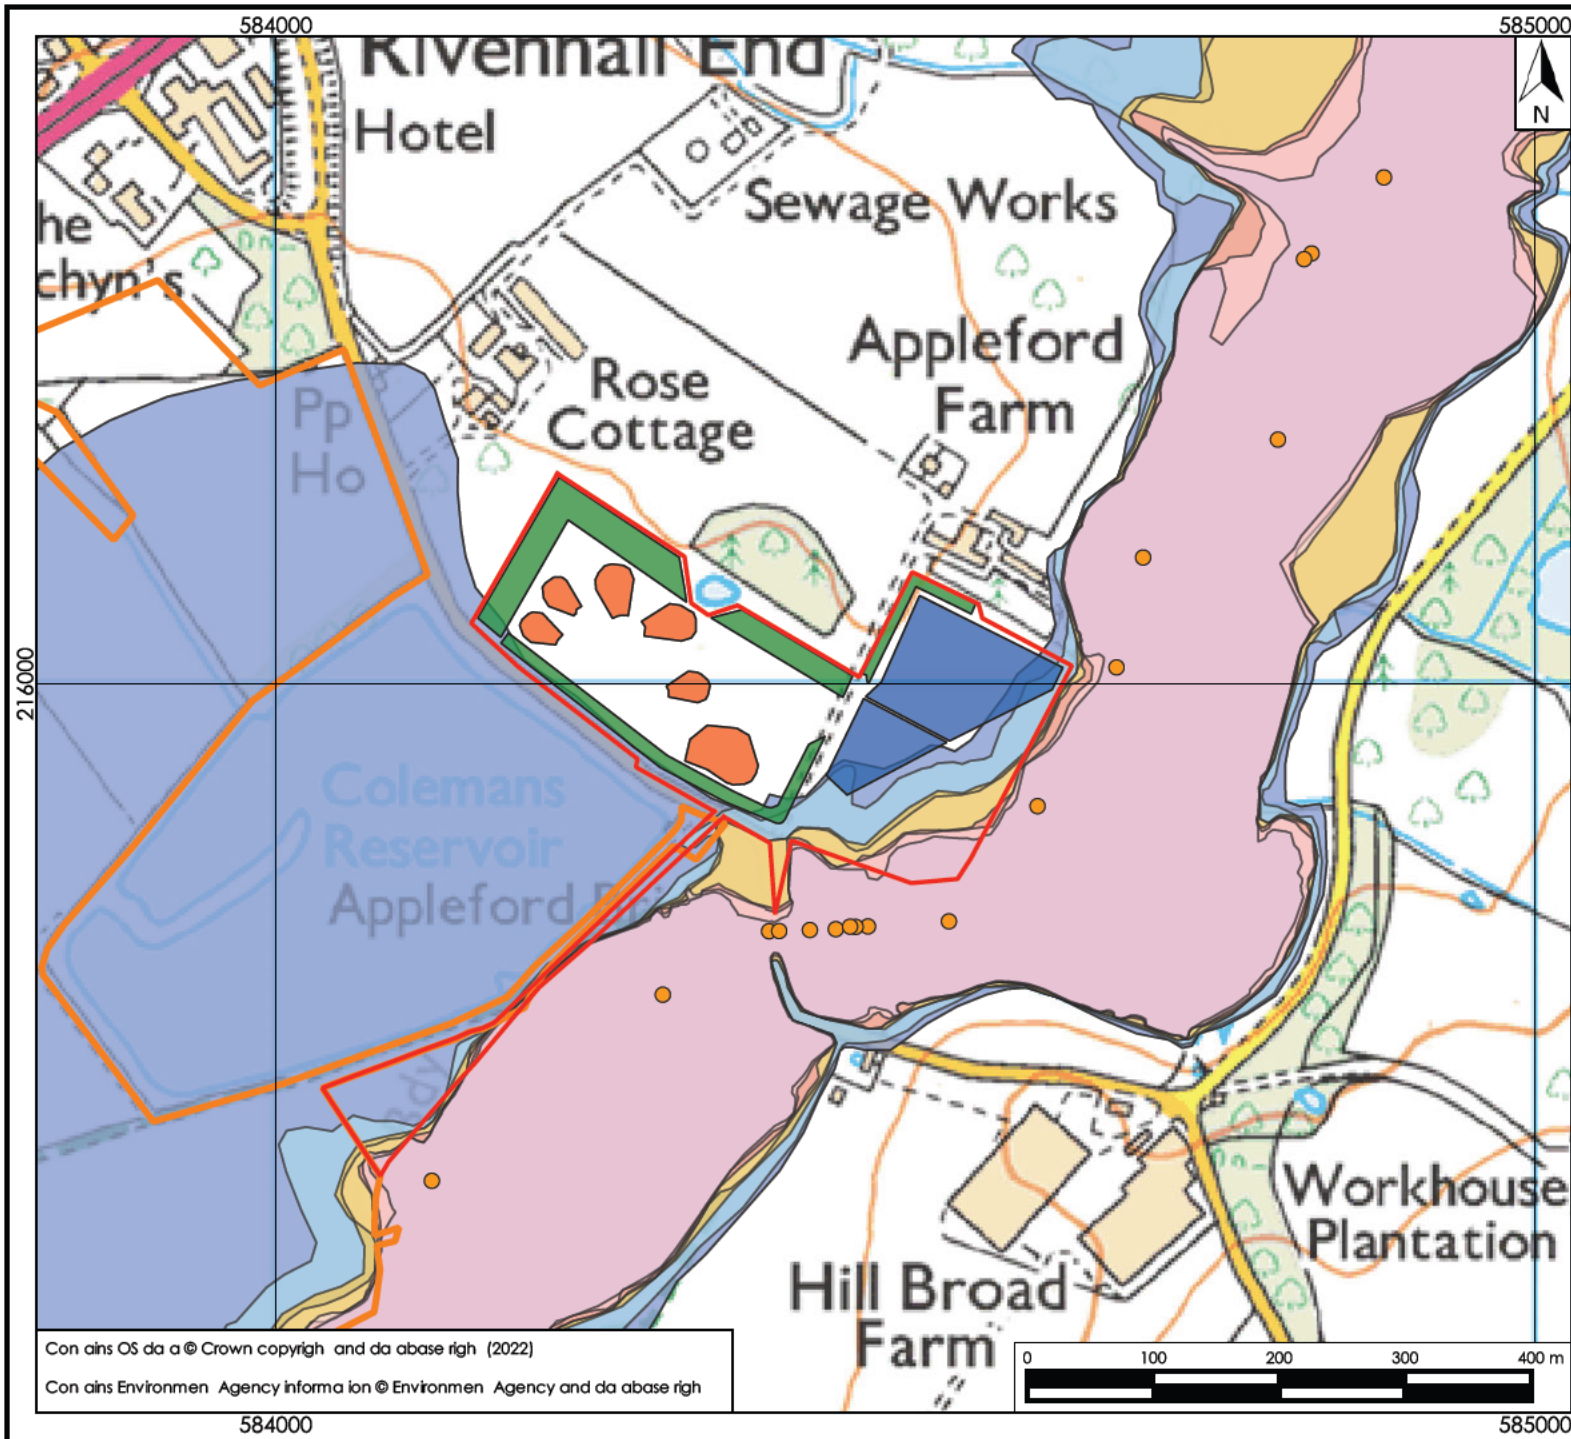 584000
585000
Rivenhall End
Hotel
N
Sewage Works
he
chyn's
Appleford
Farm
Rose
Cottage
Pp
Ho
216000
Colemans
Reservoir
Appleford Bri
Bdy
Workhouse
Plantation
Hill Broad
Farm
Con ains OS da a © Crown copyrigh and da abase righ (2022)
Con ains Environmen Agency informa ion © Environmen Agency and da abase righ
0 100 200 300 400 m
584000
585000